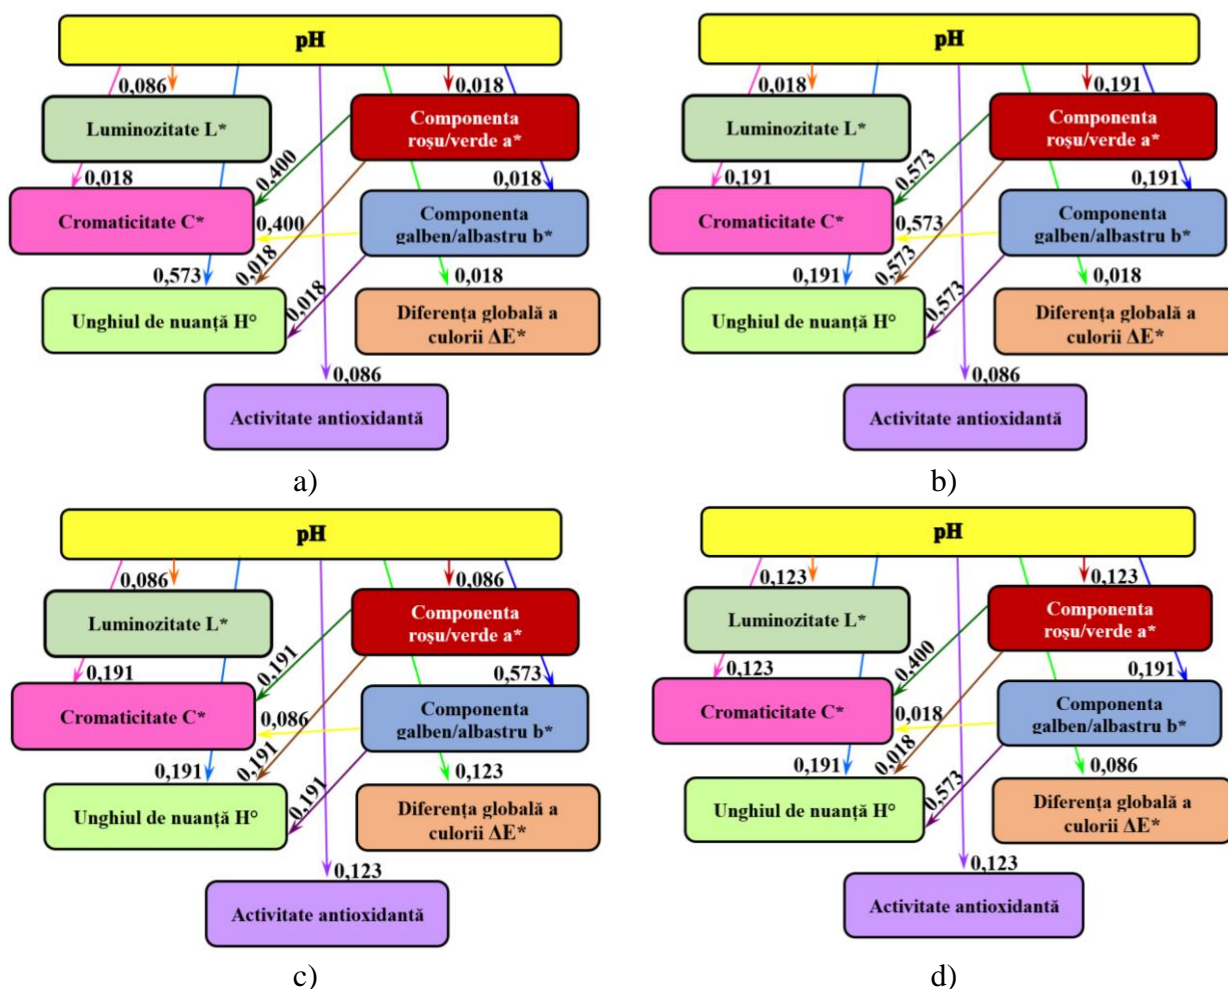 pH
0,086
0,018
Luminozitate L*
Componenta
roșu/verde a*
0,018
0,400
0,018
Cromaticitate C*
0,400
Componenta
galben/albastru b*
0,573
0,018
0,018
0,018
Unghiul de nuanță H°
Diferența globală a
culorii ΔE*
0,086
Activitate antioxidantă
a)
pH
0,018
0,191
Luminozitate L*
Componenta
roșu/verde a*
0,191
0,573
0,191
Cromaticitate C*
0,573
Componenta
galben/albastru b*
0,191
0,573
0,573
0,018
Unghiul de nuanță H°
Diferența globală a
culorii ΔE*
0,086
Activitate antioxidantă
b)
pH
0,086
0,086
Luminozitate L*
Componenta
roșu/verde a*
0,191
0,191
0,573
Cromaticitate C*
0,086
Componenta
galben/albastru b*
0,191
0,191
0,191
0,123
Unghiul de nuanță H°
Diferența globală a
culorii ΔE*
0,123
Activitate antioxidantă
c)
pH
0,123
0,123
Luminozitate L*
Componenta
roșu/verde a*
0,123
0,400
0,191
Cromaticitate C*
0,018
Componenta
galben/albastru b*
0,191
0,018
0,573
0,086
Unghiul de nuanță H°
Diferența globală a
culorii ΔE*
0,123
Activitate antioxidantă
d)